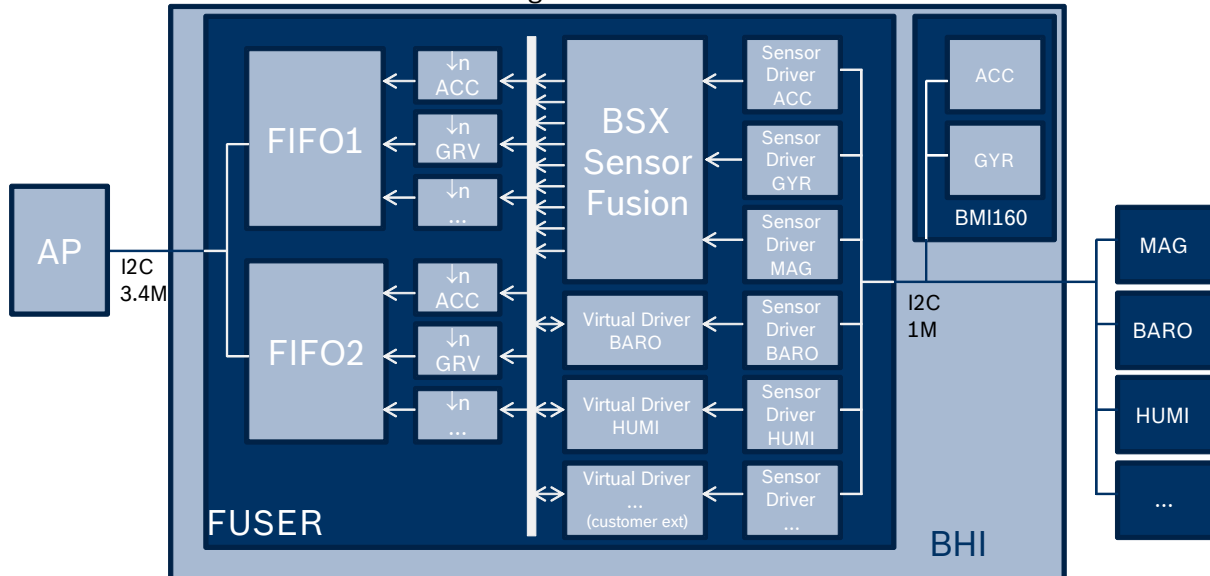 AP
I2C
3.4M
FIFO1
FIFO2
↓n
ACC
↓n
GRV
↓n
...
↓n
ACC
↓n
GRV
↓n
...
BSX
Sensor
Fusion
Virtual Driver
BARO
Virtual Driver
HUMI
Virtual Driver
...
(customer ext)
Sensor
Driver
ACC
Sensor
Driver
GYR
Sensor
Driver
MAG
Sensor
Driver
BARO
Sensor
Driver
HUMI
Sensor
Driver
...
FUSER
ACC
GYR
BMI160
I2C
1M
BHI
MAG
BARO
HUMI
...